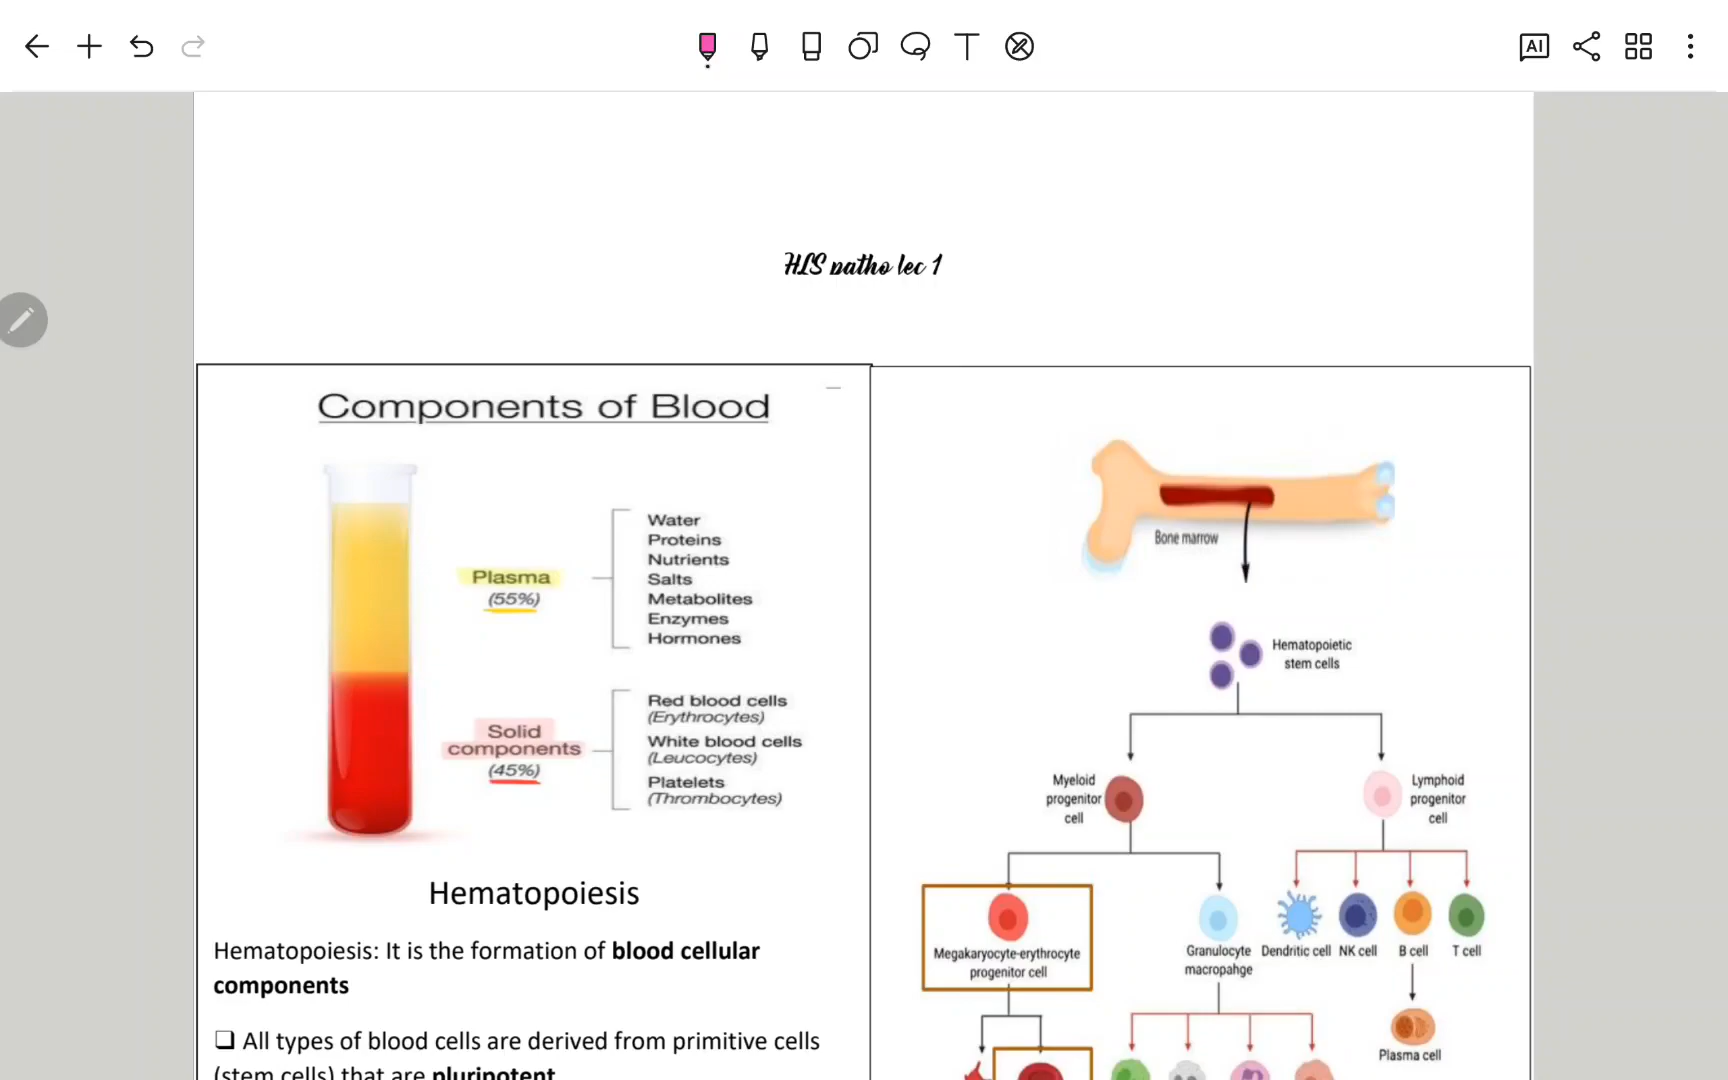 AI
T
HLS patho lec 1
Components of Blood
Plasma
(55%)
Water
Proteins
Nutrients
Salts
Metabolites
Enzymes
Hormones
Solid
components
(45%)
Red blood cells
(Erythrocytes)
White blood cells
(Leucocytes)
Platelets
(Thrombocytes)
Hematopoiesis
Hematopoiesis: It is the formation of blood cellular
components
❑ All types of blood cells are derived from primitive cells
(stem cells) that are pluripotent
Bone marrow
Hematopoietic
stem cells
Myeloid
progenitor
cell
Lymphoid
progenitor
cell
Megakaryocyte-erythrocyte
progenitor cell
Granulocyte
macropahge
Dendritic cell
NK cell
B cell
T cell
Plasma cell